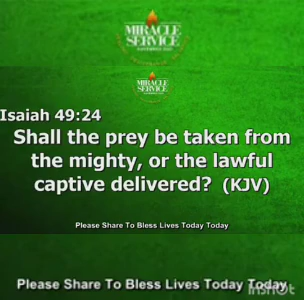 MIRACLE
SERVICE
MIRACLE
SERVICE
Isaiah 49:24
Shall the prey be taken from
the mighty, or the lawful
captive delivered? (KJV)
Please Share To Bless Lives Today Today
Please Share To Bless Lives Today Today
InShot